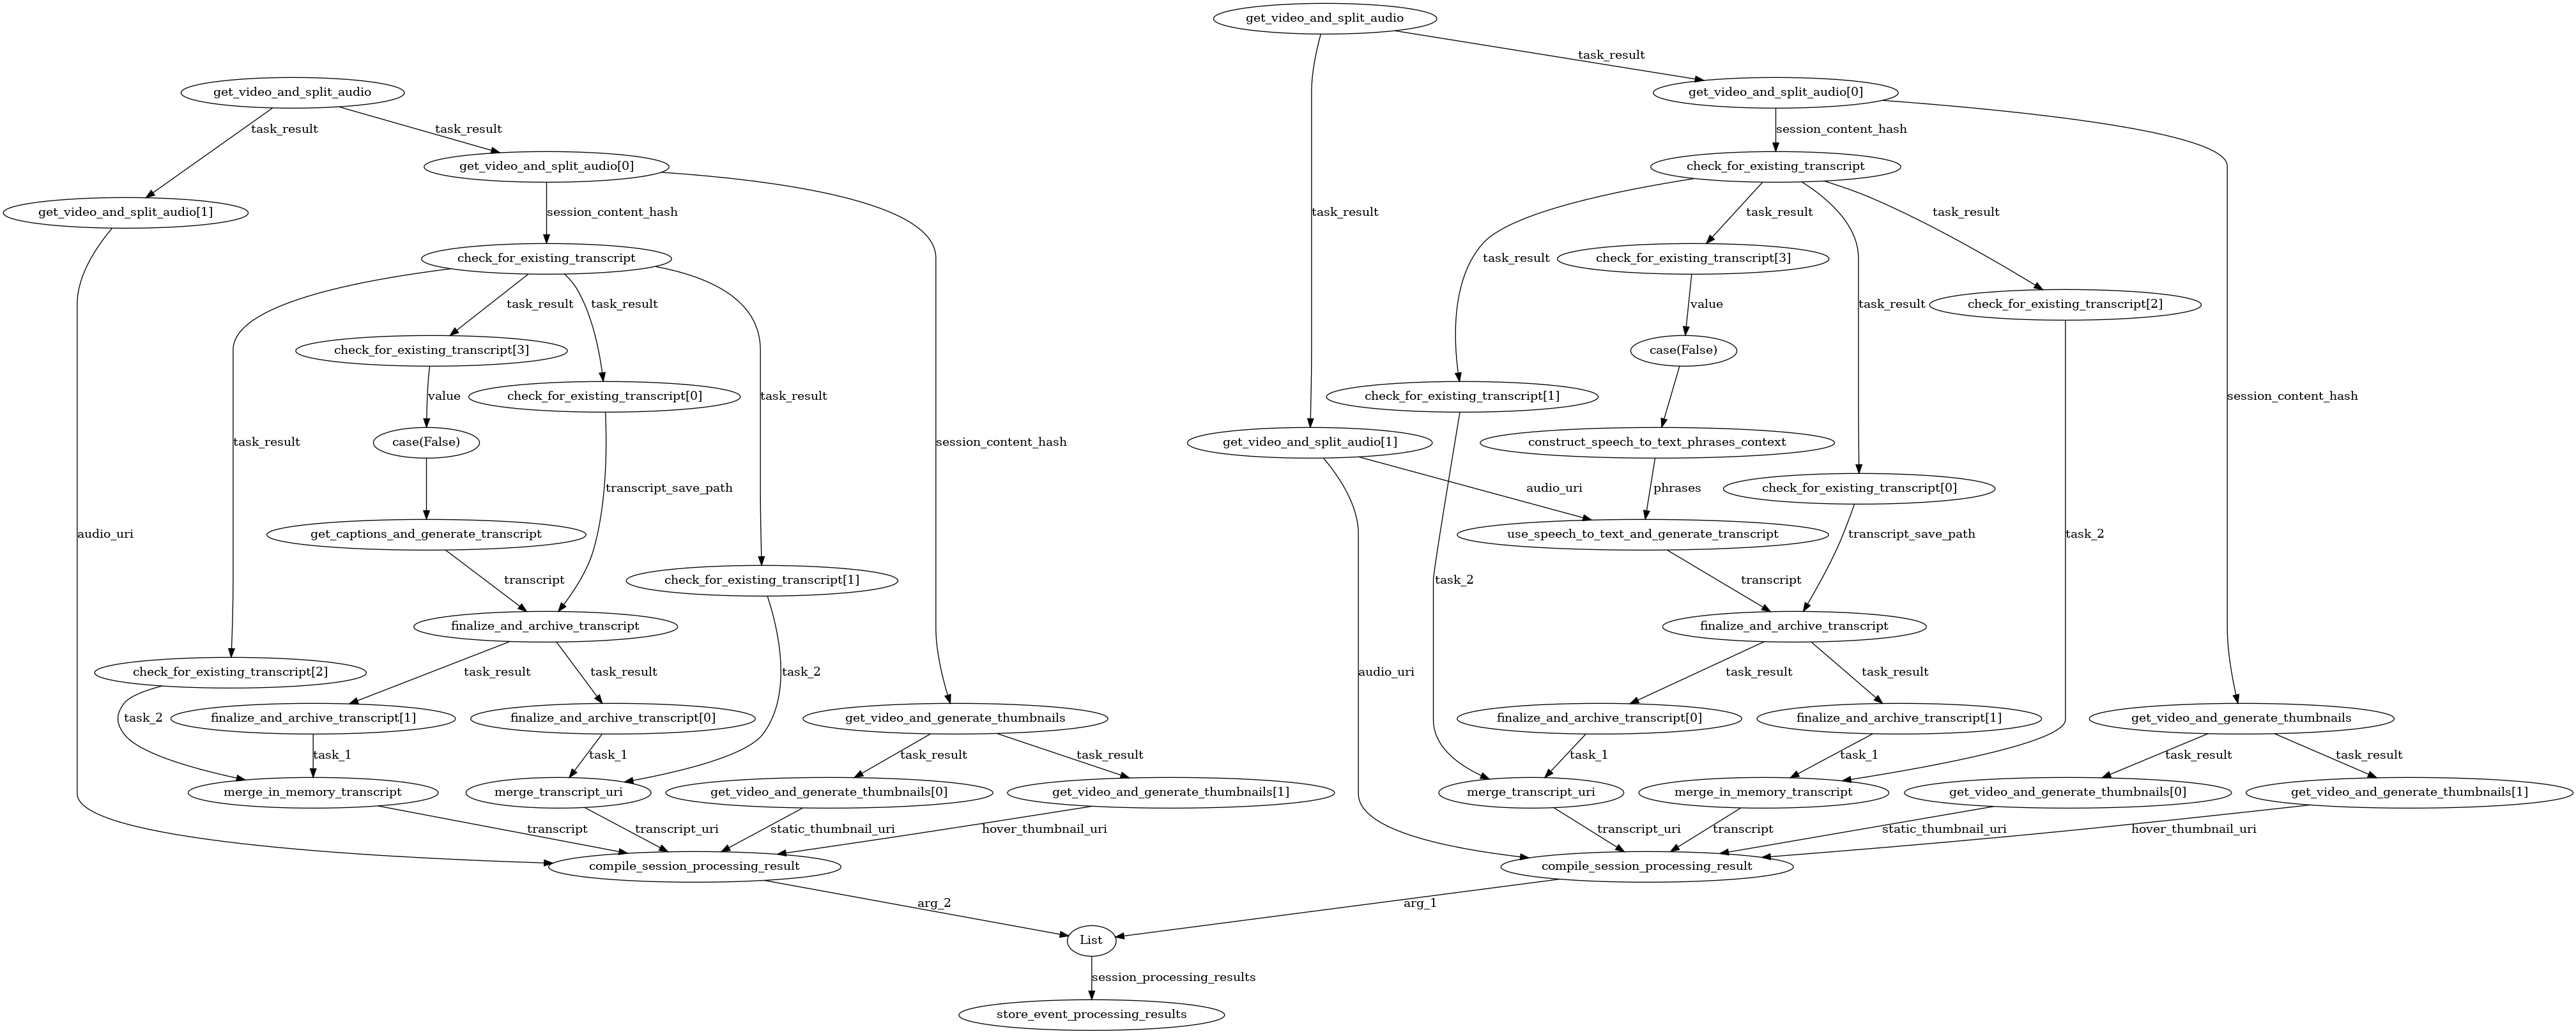 get_video_and_split_audio
task_result
get_video_and_split_audio
get_video_and_split_audio[0]
task_result
task_result
session_content_hash
get_video_and_split_audio[0]
check_for_existing_transcript
get_video_and_split_audio[1]
session_content_hash
task_result
task_result
task_result
check_for_existing_transcript
check_for_existing_transcript[3]
task_result
task_result
task_result
task_result
value
check_for_existing_transcript[2]
check_for_existing_transcript[3]
case(False)
value
check_for_existing_transcript[0]
task_result
check_for_existing_transcript[1]
session_content_hash
task_result
case(False)
session_content_hash
get_video_and_split_audio[1]
construct_speech_to_text_phrases_context
transcript_save_path
audio_uri
phrases
check_for_existing_transcript[0]
audio_uri
get_captions_and_generate_transcript
use_speech_to_text_and_generate_transcript
transcript_save_path
task_2
transcript
check_for_existing_transcript[1]
task_2
transcript
finalize_and_archive_transcript
finalize_and_archive_transcript
check_for_existing_transcript[2]
task_result
task_result
task_2
audio_uri
task_result
task_result
task_2
finalize_and_archive_transcript[1]
finalize_and_archive_transcript[0]
get_video_and_generate_thumbnails
finalize_and_archive_transcript[0]
finalize_and_archive_transcript[1]
get_video_and_generate_thumbnails
task_1
task_1
task_result
task_result
task_1
task_1
task_result
task_result
merge_in_memory_transcript
merge_transcript_uri
get_video_and_generate_thumbnails[0]
get_video_and_generate_thumbnails[1]
merge_transcript_uri
merge_in_memory_transcript
get_video_and_generate_thumbnails[0]
get_video_and_generate_thumbnails[1]
transcript
transcript_uri
static_thumbnail_uri
hover_thumbnail_uri
transcript_uri
transcript
static_thumbnail_uri
hover_thumbnail_uri
compile_session_processing_result
compile_session_processing_result
arg_2
arg_1
List
session_processing_results
store_event_processing_results